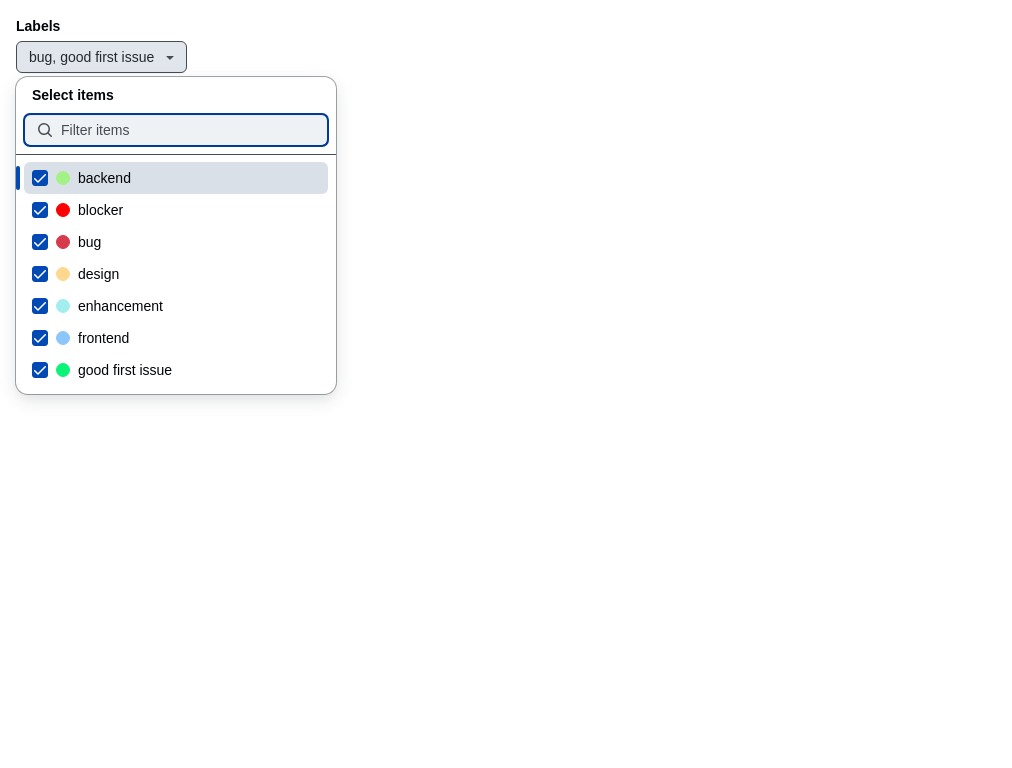 Labels
bug, good first issue
Select items
Filter items
backend
blocker
bug
design
enhancement
frontend
good first issue